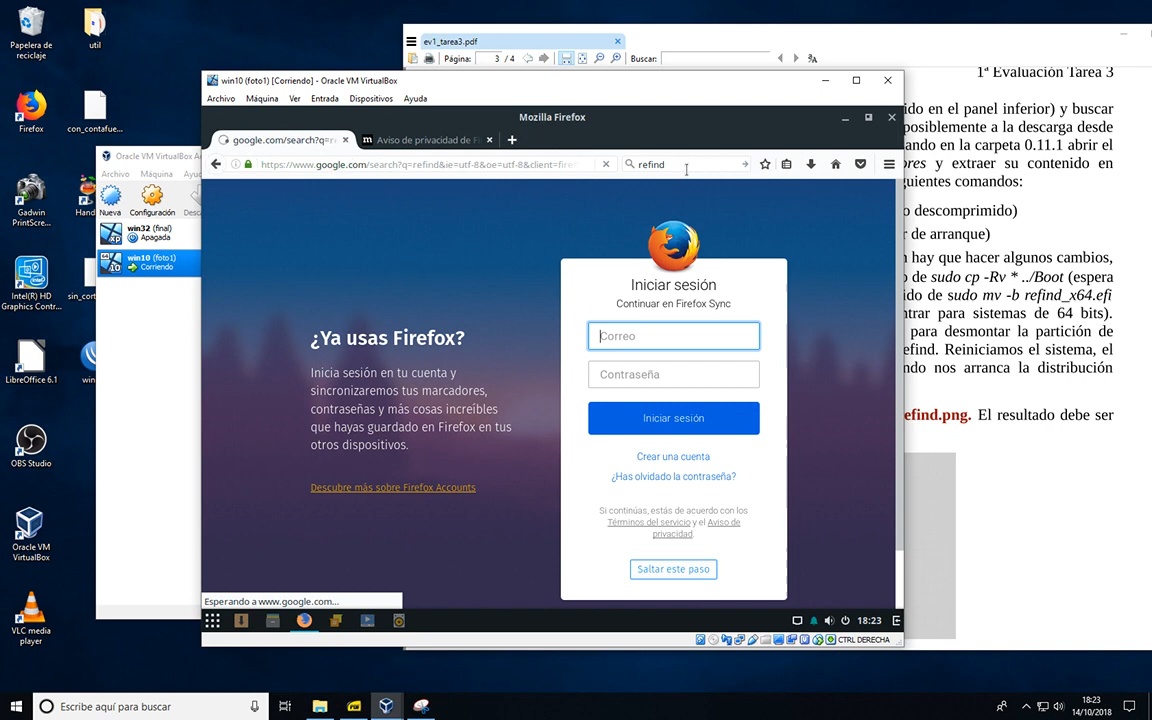 Papelera de
reciclaje
util
Firefox
con_contafue...
Gadwin
PrintScre...
Hand
Intel(R) HD
Graphics Contr...
sin_cort
LibreOffice 6.1
win
OBS Studio
Oracle VM
VirtualBox
VLC media
player
ev1_tarea3.pdf
Página:
3 / 4
Buscar:
1ª Evaluación Tarea 3
ido en el panel inferior) y buscar
posiblemente a la descarga desde
ando en la carpeta 0.11.1 abrir el
ores y extraer su contenido en
guientes comandos:
o descomprimido)
r de arranque)
n hay que hacer algunos cambios,
o de sudo cp -Rv * ../Boot (espera
ido de sudo mv -b refind_x64.efi
ntrar para sistemas de 64 bits).
para desmontar la partición de
efind. Reiniciamos el sistema, el
ndo nos arranca la distribución
efind.png. El resultado debe ser
Oracle VM VirtualBox A
Archivo Máquina Ayu
Nueva
Configuración
Desc
win32 (final)
Apagada
win10 (foto1)
Corriendo
win10 (foto1) [Corriendo] - Oracle VM VirtualBox
Archivo Máquina Ver Entrada Dispositivos Ayuda
Mozilla Firefox
google.com/search?q=r
Aviso de privacidad de Fi
https://www.google.com/search?q=refind&ie=utf-8&oe=utf-8&client=firef
refind
¿Ya usas Firefox?
Inicia sesión en tu cuenta y
sincronizaremos tus marcadores,
contraseñas y más cosas increíbles
que hayas guardado en Firefox en tus
otros dispositivos.
Descubre más sobre Firefox Accounts
Iniciar sesión
Continuar en Firefox Sync
Correo
Contraseña
Iniciar sesión
Crear una cuenta
¿Has olvidado la contraseña?
Si continúas, estás de acuerdo con los
Términos del servicio y el Aviso de
privacidad.
Saltar este paso
Esperando a www.google.com...
18:23
CTRL DERECHA
Escribe aquí para buscar
18:23
14/10/2018